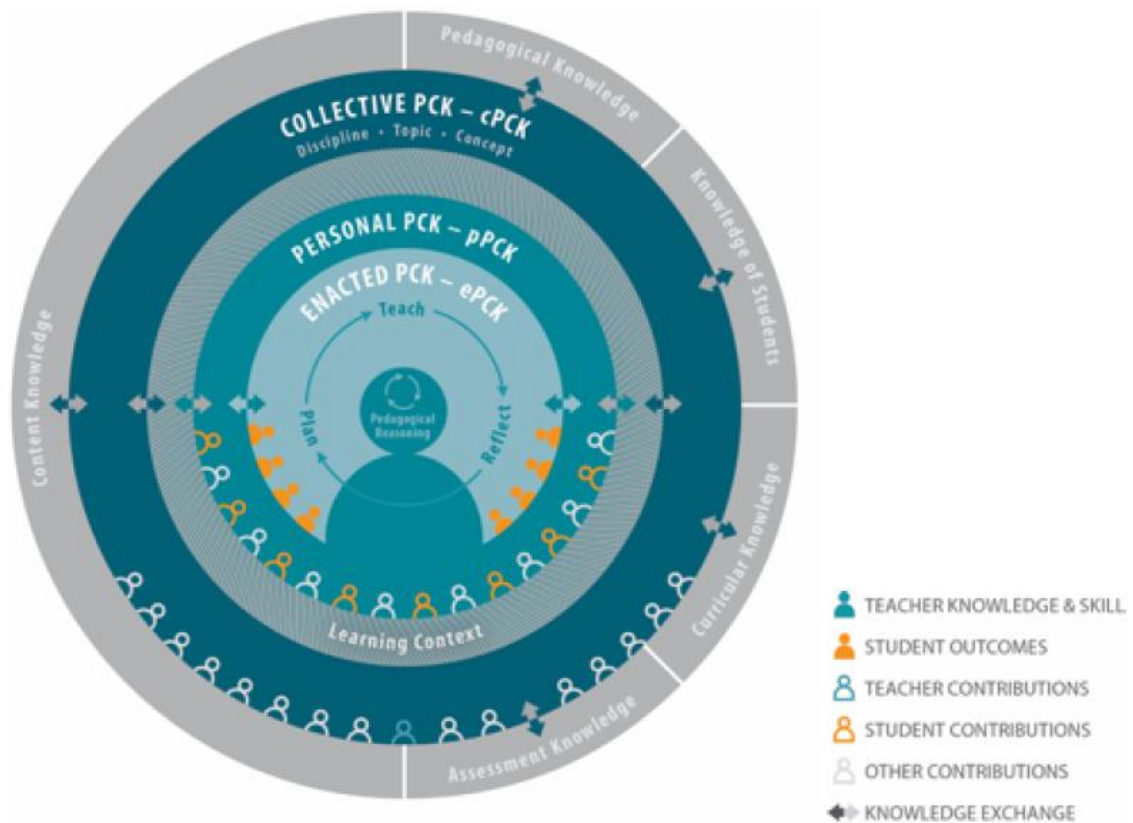 Pedagogical Knowledge
COLLECTIVE PCK – cPCK
Discipline • Topic • Concept
Knowledge of Students
PERSONAL PCK – pPCK
ENACTED PCK – ePCK
Teach
Content Knowledge
Pedagogical
Reasoning
Plan
Reflect
Curricular Knowledge
Learning Context
Assessment Knowledge
TEACHER KNOWLEDGE & SKILL
STUDENT OUTCOMES
TEACHER CONTRIBUTIONS
STUDENT CONTRIBUTIONS
OTHER CONTRIBUTIONS
KNOWLEDGE EXCHANGE